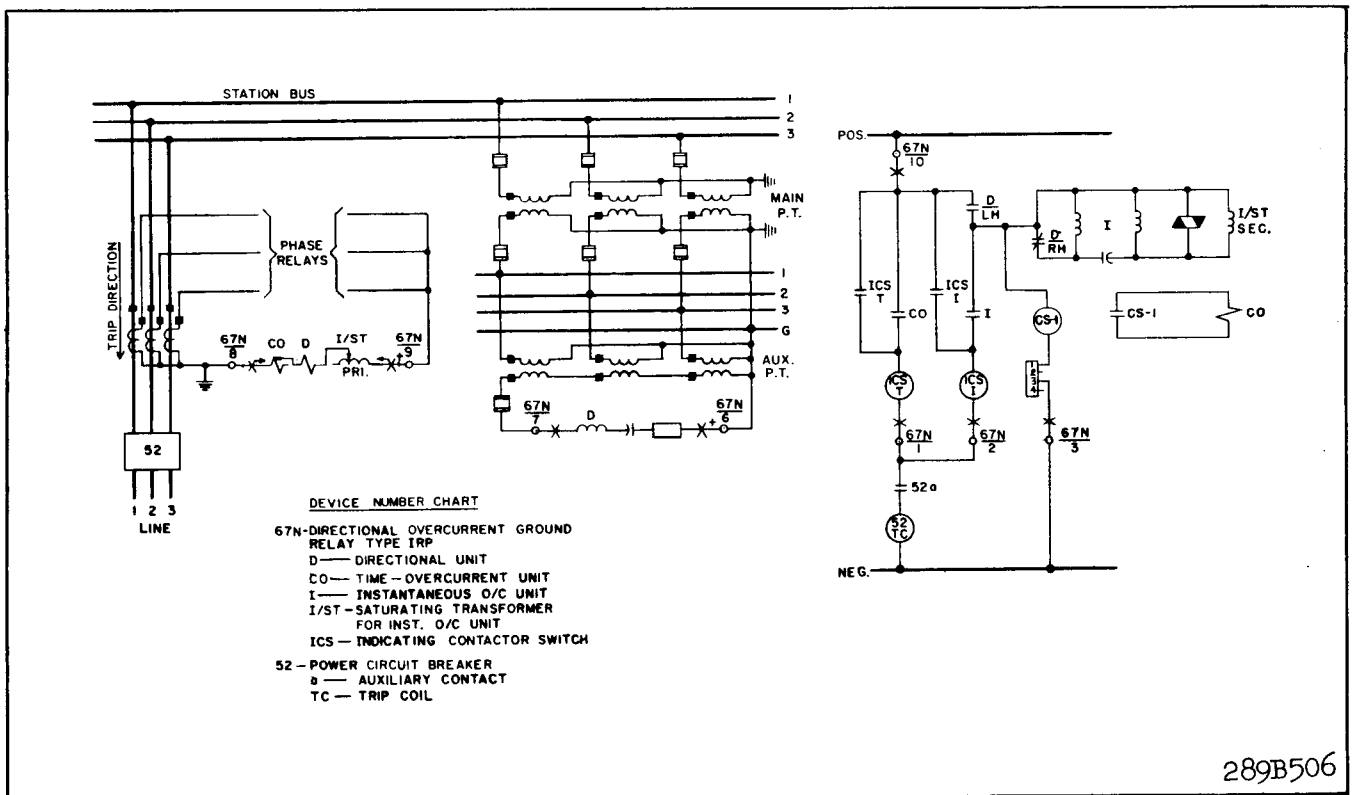 STATION BUS
1
2
3
TRIP DIRECTION
PHASE
RELAYS
67N
8
CO
D
I/ST
PRI.
67N
+9
52
1 2 3
LINE
MAIN
P.T.
1
2
3
G
AUX.
P.T.
67N
7
D
67N
+6
POS.
67N
10
D
LH
D
RH
I
I/ST
SEC.
ICS
T
CO
ICS
I
I
CS-1
CS-1
CO
ICS
T
ICS
I
67N
1
67N
2
67N
3
52a
52
TC
NEG.
DEVICE NUMBER CHART
67N-DIRECTIONAL OVERCURRENT GROUND
RELAY TYPE IRP
D — DIRECTIONAL UNIT
CO — TIME-OVERCURRENT UNIT
I — INSTANTANEOUS O/C UNIT
I/ST - SATURATING TRANSFORMER
FOR INST. O/C UNIT
ICS — INDICATING CONTACTOR SWITCH
52 - POWER CIRCUIT BREAKER
a — AUXILIARY CONTACT
TC — TRIP COIL
289B506